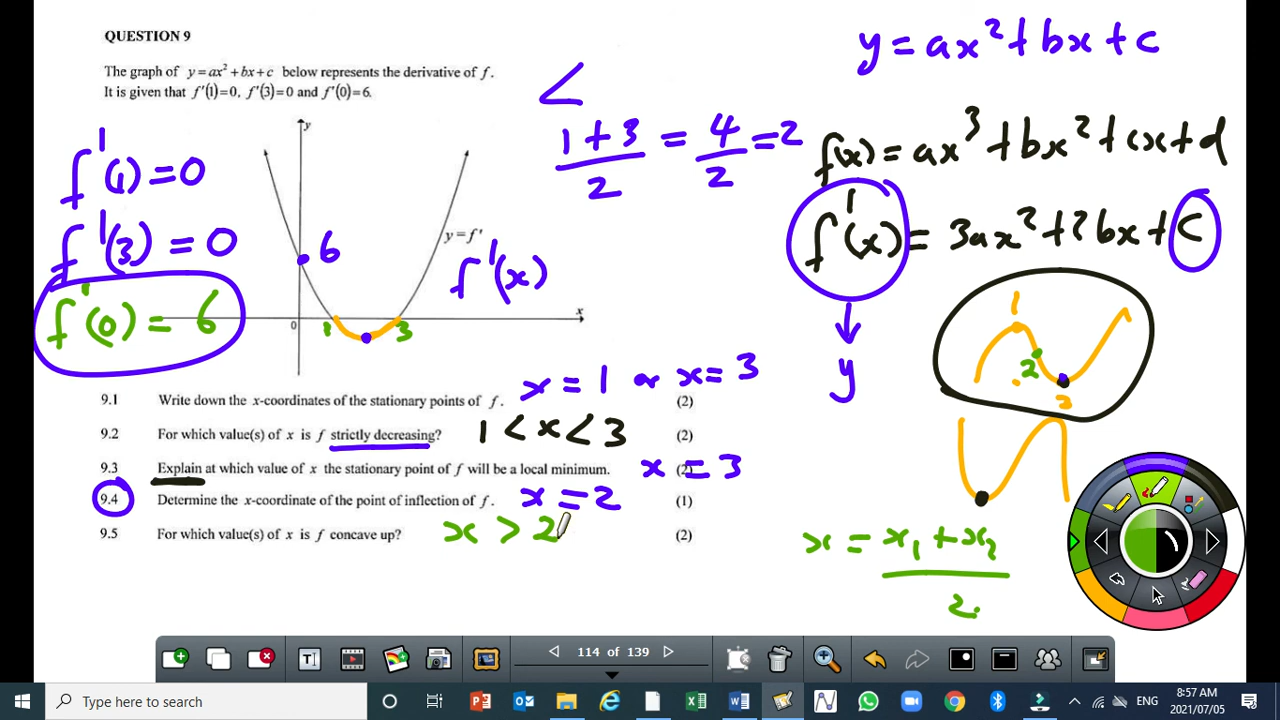 QUESTION 9
The graph of y = ax² + bx + c below represents the derivative of f.
It is given that f'(1)=0, f'(3)=0 and f'(0)=6.
y = ax² + bx + c
<
1 + 3 / 2 = 4 / 2 = 2
f(x) = ax³ + bx² + cx + d
f'(x) = 3ax² + 2bx + c
y
f'(1) = 0
f'(3) = 0
f'(0) = 6
y
6
y = f'
f'(x)
x
0
1
3
1
2
3
x = 1 or x = 3
9.1 Write down the x-coordinates of the stationary points of f. (2)
9.2 For which value(s) of x is f strictly decreasing? 1 < x < 3 (2)
9.3 Explain at which value of x the stationary point of f will be a local minimum. x = 3 (2)
9.4 Determine the x-coordinate of the point of inflection of f. x = 2 (1)
9.5 For which value(s) of x is f concave up? x > 2 (2)
x = x₁ + x₂ / 2
114 of 139
Type here to search
ENG
8:57 AM
2021/07/05